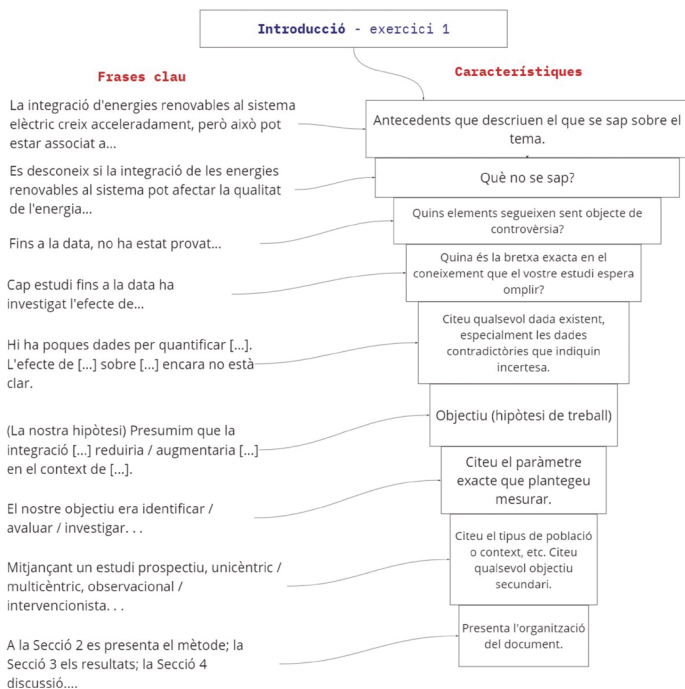 Introducció - exercici 1
Frases clau
Característiques
La integració d'energies renovables al sistema
elèctric creix acceleradament, però això pot
estar associat a...
Antecedents que descriuen el que se sap sobre el
tema.
Es desconeix si la integració de les energies
renovables al sistema pot afectar la qualitat
de l'energia...
Què no se sap?
Fins a la data, no ha estat provat...
Quins elements segueixen sent objecte de
controvèrsia?
Cap estudi fins a la data ha
investigat l'efecte de...
Quina és la bretxa exacta en el
coneixement que el vostre estudi espera
omplir?
Hi ha poques dades per quantificar [...].
L'efecte de [...] sobre [...] encara no està
clar.
Citeu qualsevol dada existent,
especialment les dades
contradictòries que indiquin
incertesa.
(La nostra hipòtesi) Presumim que la
integració [...] reduiria / augmentaria [...]
en el context de [...].
Objectiu (hipòtesi de treball)
El nostre objectiu era identificar /
avaluar / investigar. . .
Citeu el paràmetre
exacte que plantegeu
mesurar.
Mitjançant un estudi prospectiu, unicèntric /
multicèntric, observacional /
intervencionista. . .
Citeu el tipus de població
o context, etc. Citeu
qualsevol objectiu
secundari.
A la Secció 2 es presenta el mètode; la
Secció 3 els resultats; la Secció 4
discussió....
Presenta l'organització
del document.